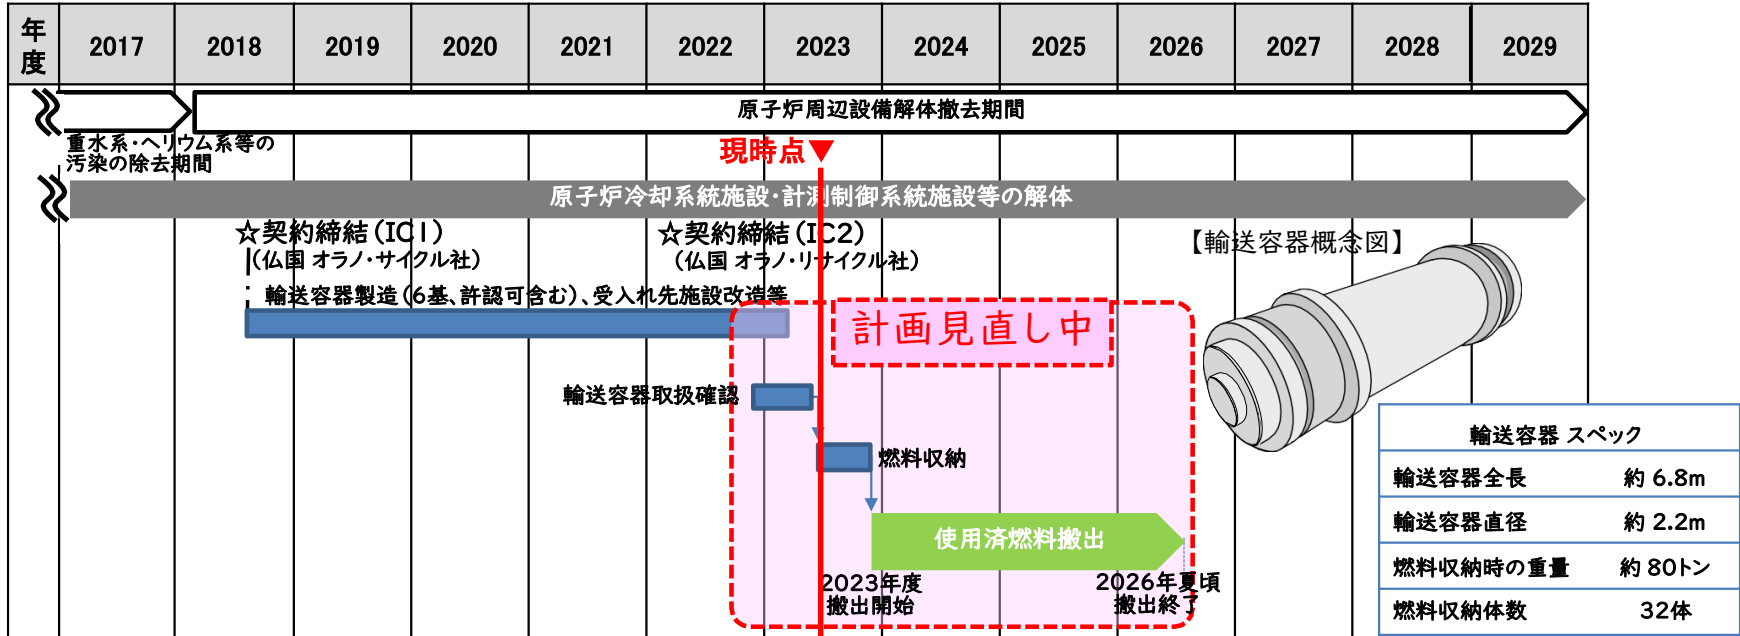 年度 2017 2018 2019 2020 2021 2022 2023 2024 2025 2026 2027 2028 2029
原子炉周辺設備解体撤去期間
重水系・ヘリウム系等の
汚染の除去期間
現時点▼
原子炉冷却系統施設・計測制御系統施設等の解体
☆契約締結(IC1)
(仏国 オラノ・サイクル社)
☆契約締結(IC2)
(仏国 オラノ・リサイクル社)
【輸送容器概念図】
輸送容器製造(6基、許認可含む)、受入れ先施設改造等
計画見直し中
輸送容器取扱確認
燃料収納
使用済燃料搬出
2023年度
搬出開始
2026年夏頃
搬出終了
輸送容器 スペック
輸送容器全長 約 6.8m
輸送容器直径 約 2.2m
燃料収納時の重量 約 80トン
燃料収納体数 32体